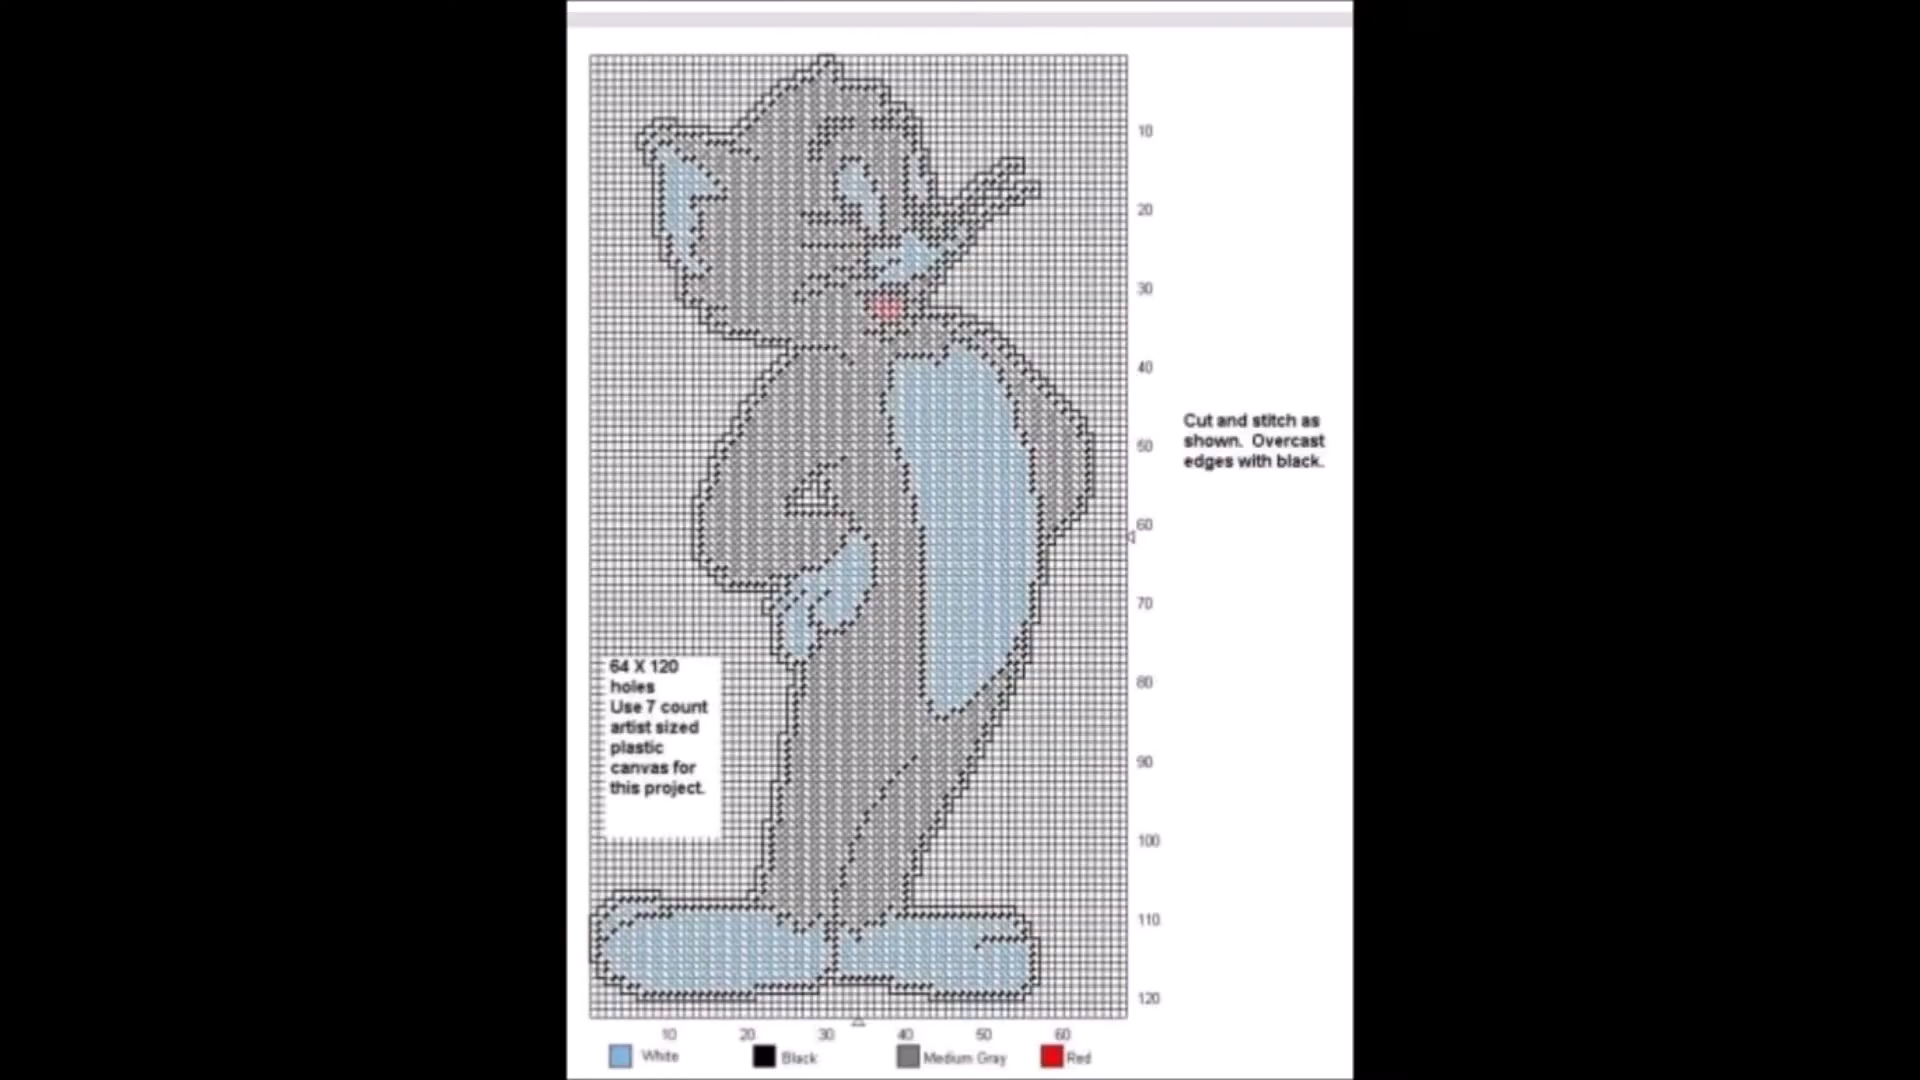 10
20
30
40
Cut and stitch as
shown. Overcast
edges with black.
50
60
70
64 X 120
holes
Use 7 count
artist sized
plastic
canvas for
this project.
80
90
100
110
120
10 20 30 40 50 60
White Black Medium Gray Red